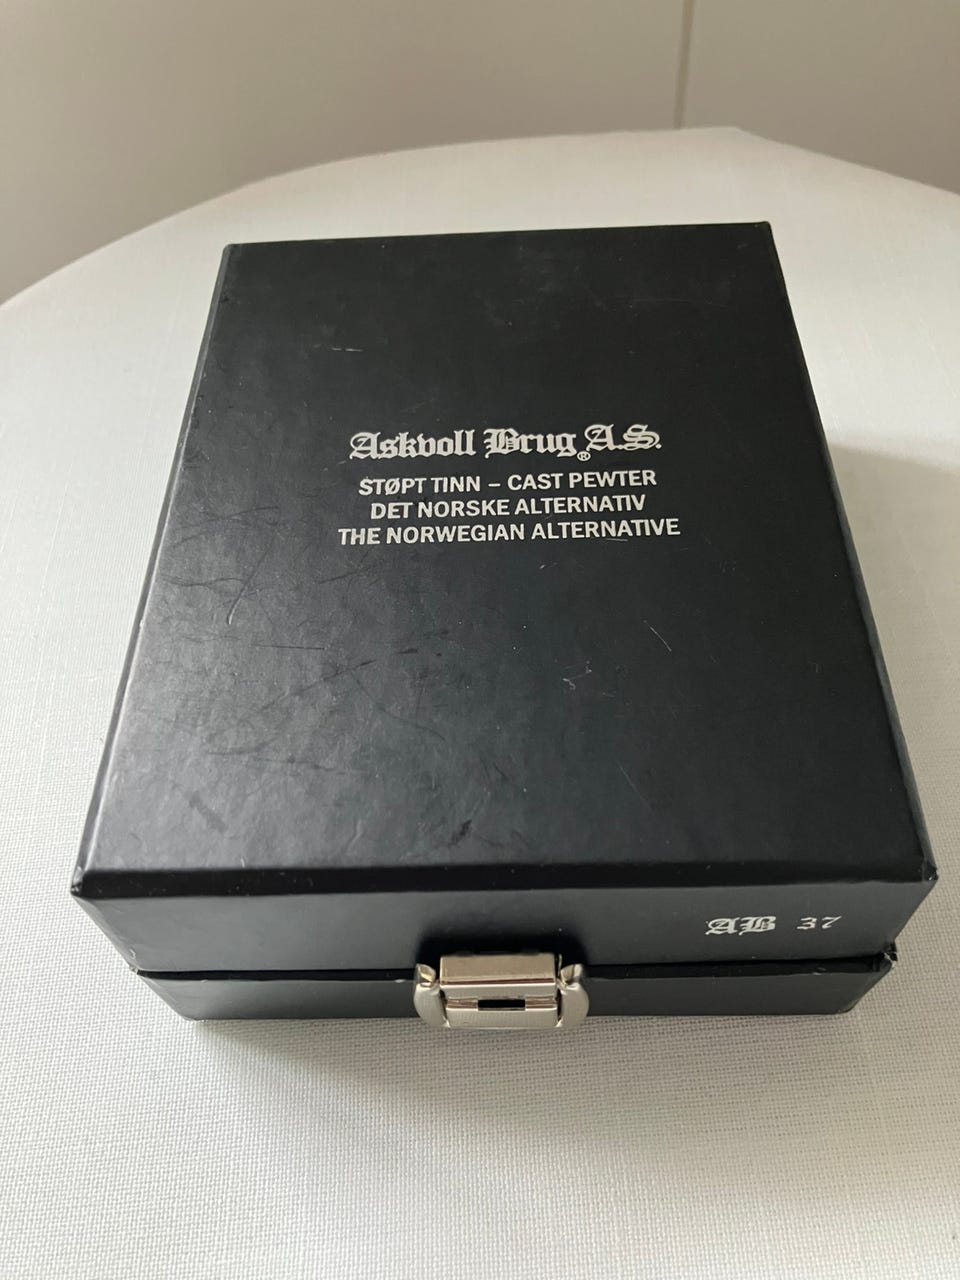 Askvoll Brug A.S.
®
STØPT TINN – CAST PEWTER
DET NORSKE ALTERNATIV
THE NORWEGIAN ALTERNATIVE
AB 37